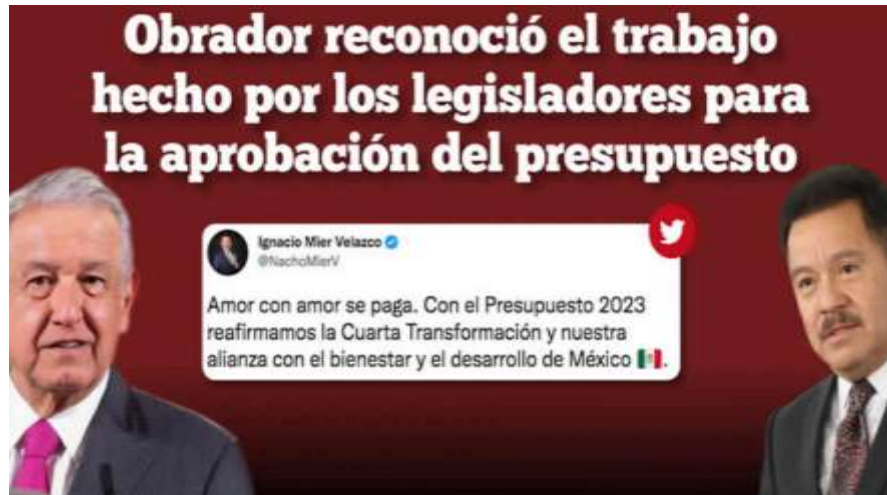 Obrador reconoció el trabajo
hecho por los legisladores para
la aprobación del presupuesto
Ignacio Mier Velazco
@NachoMierV
Amor con amor se paga. Con el Presupuesto 2023
reafirmamos la Cuarta Transformación y nuestra
alianza con el bienestar y el desarrollo de México 🇲🇽.